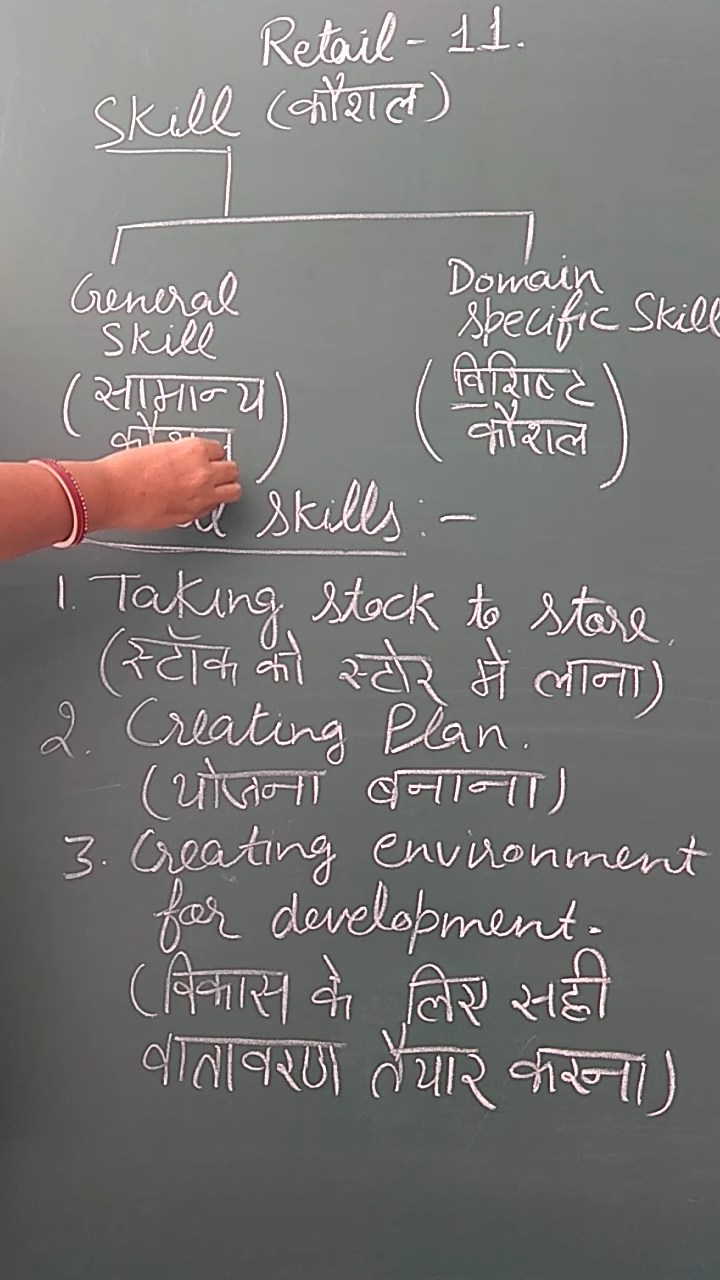 Retail - 11.
Skill (कौशल)
General
Skill
(सामान्य
Domain
Specific Skill
(विशिष्ट
कौशल)
Skills :-
1. Taking stock to store.
(स्टॉक को स्टोर मे लाना)
2. Creating Plan.
(योजना बनाना)
3. Creating environment
for development.
(विकास के लिए सही
वातावरण तैयार करना)